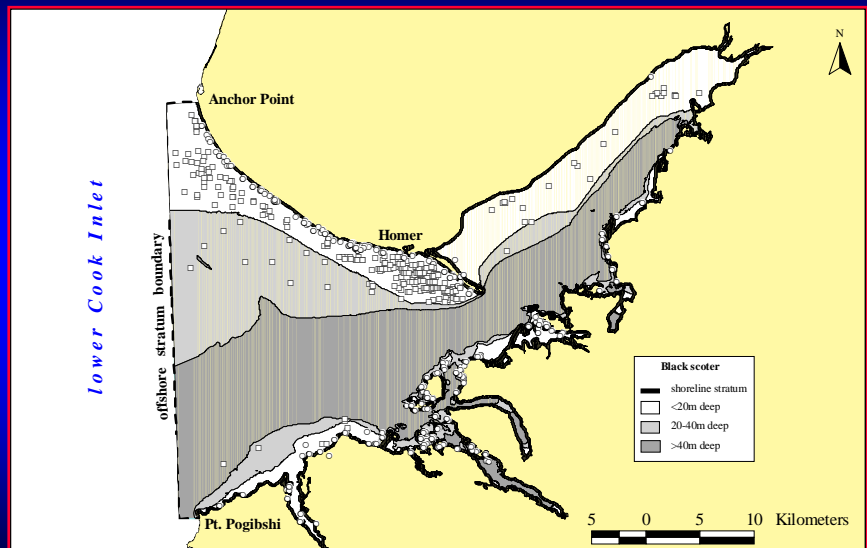 N
Anchor Point
lower Cook Inlet
offshore stratum boundary
Homer
Black scoter
shoreline stratum
<20m deep
20-40m deep
>40m deep
Pt. Pogibshi
5 0 5 10 Kilometers